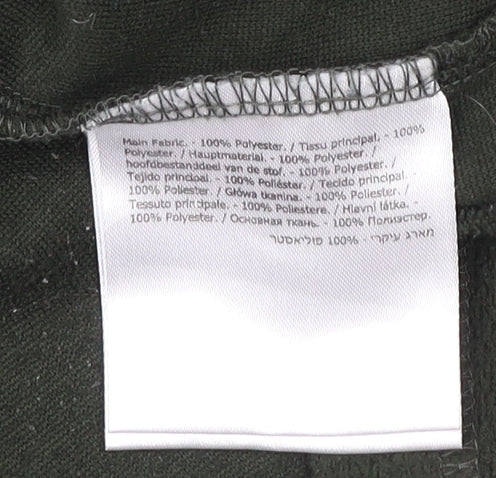 Main Fabric. - 100% Polyester. / Tissu principal. - 100%
Polyester. / Hauptmaterial. - 100% Polyester. /
hoofdbestanddeel van de stof. - 100% Polyester. /
Tejido principal. - 100% Poliéster. / Tecido principal. -
100% Poliester. / Główa tkanina. - 100% Poliester. /
Tessuto principale. - 100% Poliestere. / Hlavní látka. -
100% Polyester. / Основная ткань. - 100% Полиэстер.
מארג עיקרי - 100% פוליאסטר